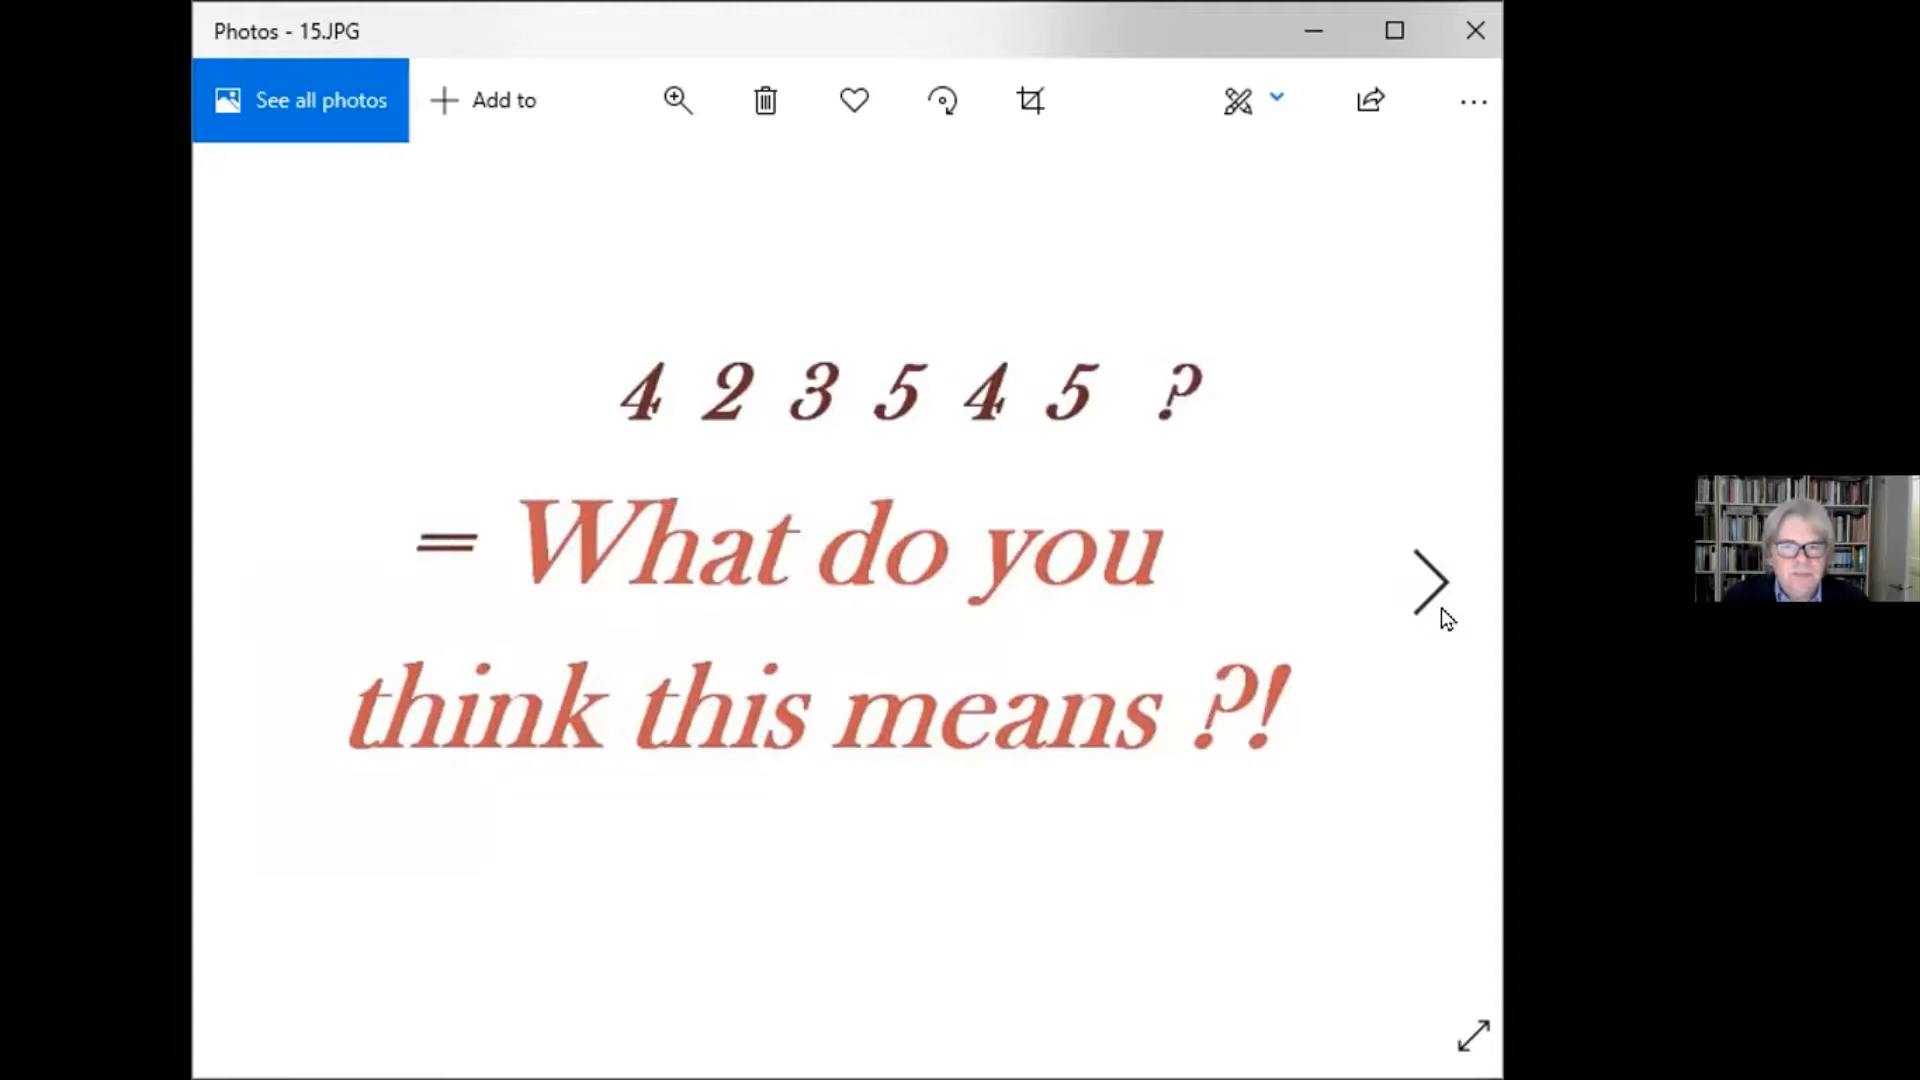 Photos - 15.JPG
See all photos
Add to
4 2 3 5 4 5 ?
= What do you
think this means ?!